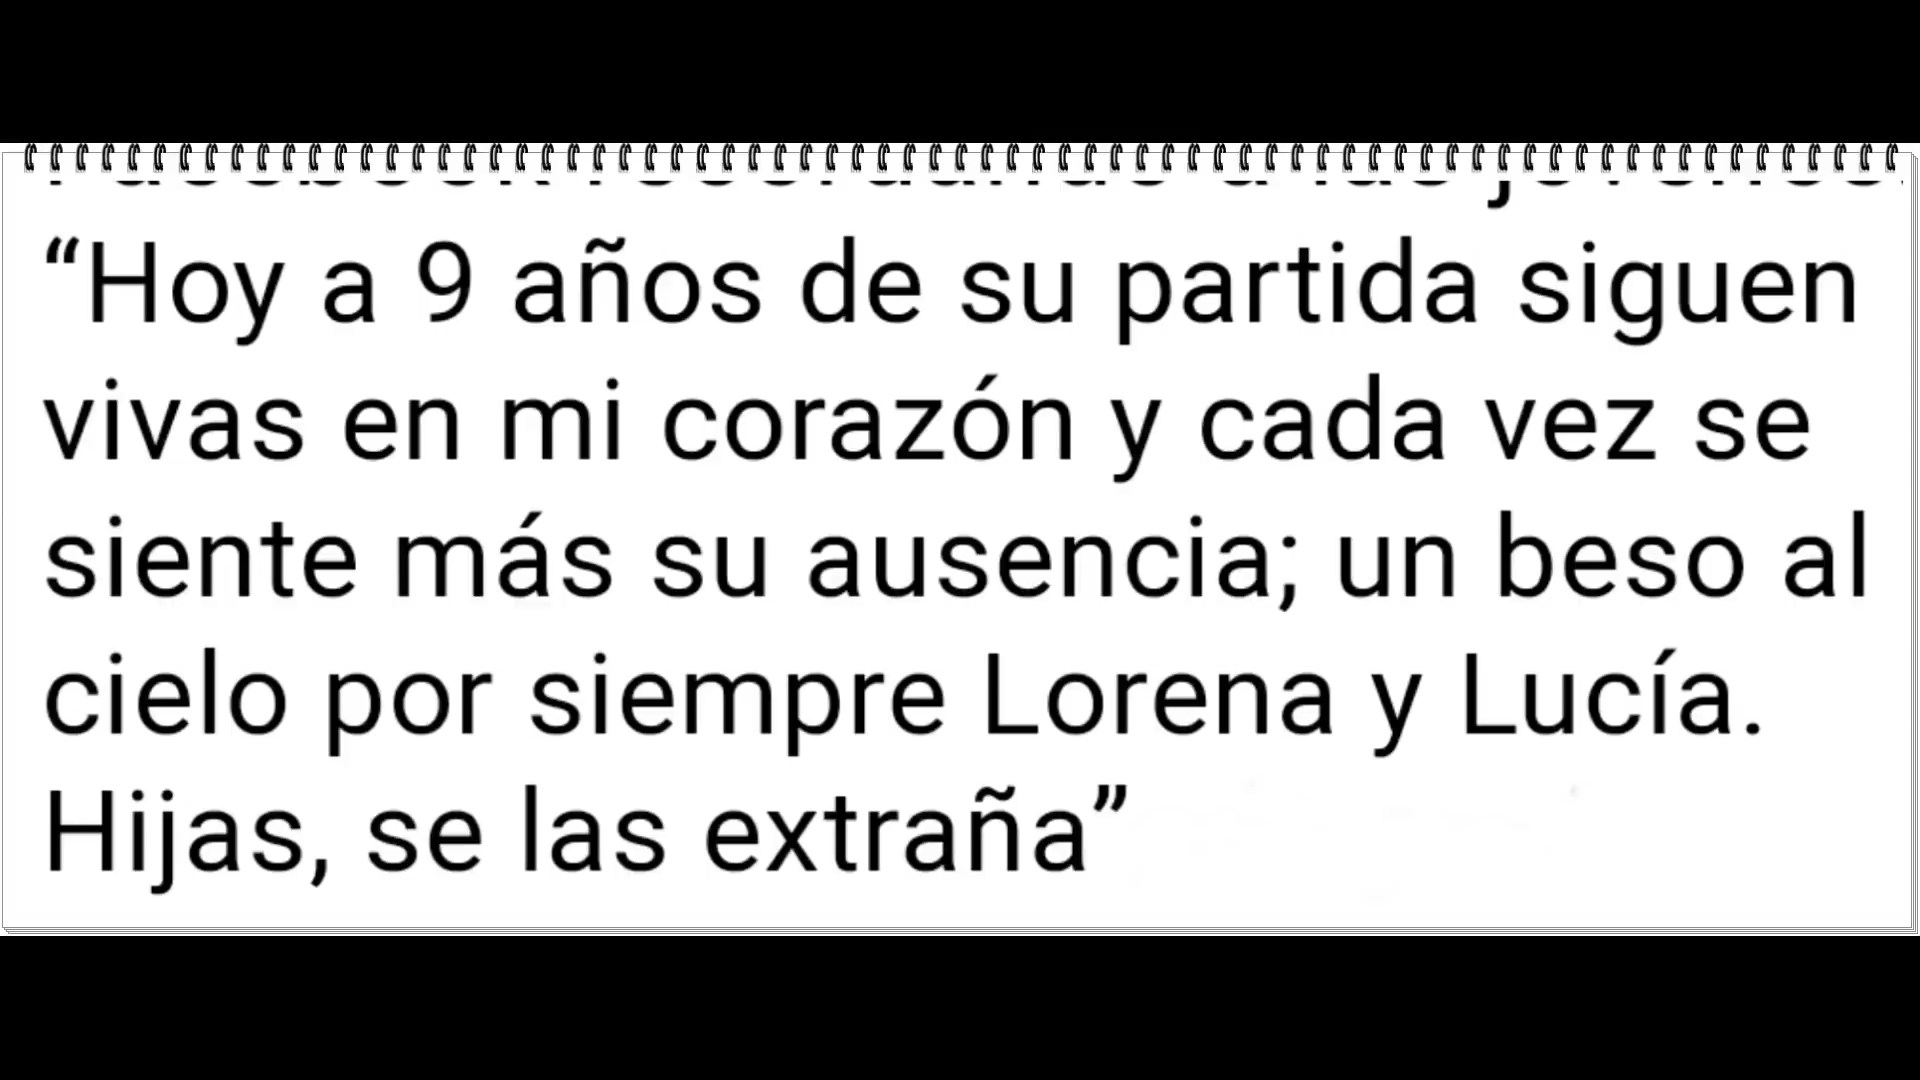 “Hoy a 9 años de su partida siguen
vivas en mi corazón y cada vez se
siente más su ausencia; un beso al
cielo por siempre Lorena y Lucía.
Hijas, se las extraña”